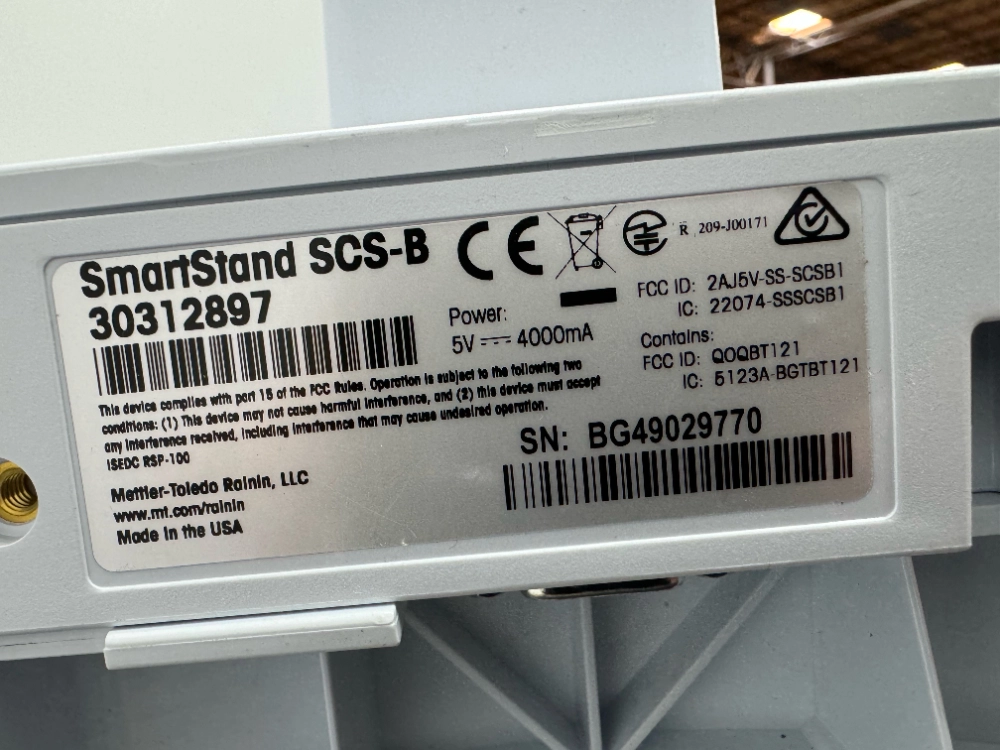 SmartStand SCS-B
30312897
CE
R 209-J00171
Power:
5V 4000mA
FCC ID: 2AJ5V-SS-SCSB1
IC: 22074-SSSCSB1
Contains:
FCC ID: QOQBT121
IC: 5123A-BGTBT121
This device complies with part 15 of the FCC Rules. Operation is subject to the following two
conditions: (1) This device may not cause harmful interference, and (2) this device must accept
any interference received, including interference that may cause undesired operation.
ISEDC RSP-100
SN: BG49029770
Mettler-Toledo Rainin, LLC
www.mt.com/rainin
Made in the USA